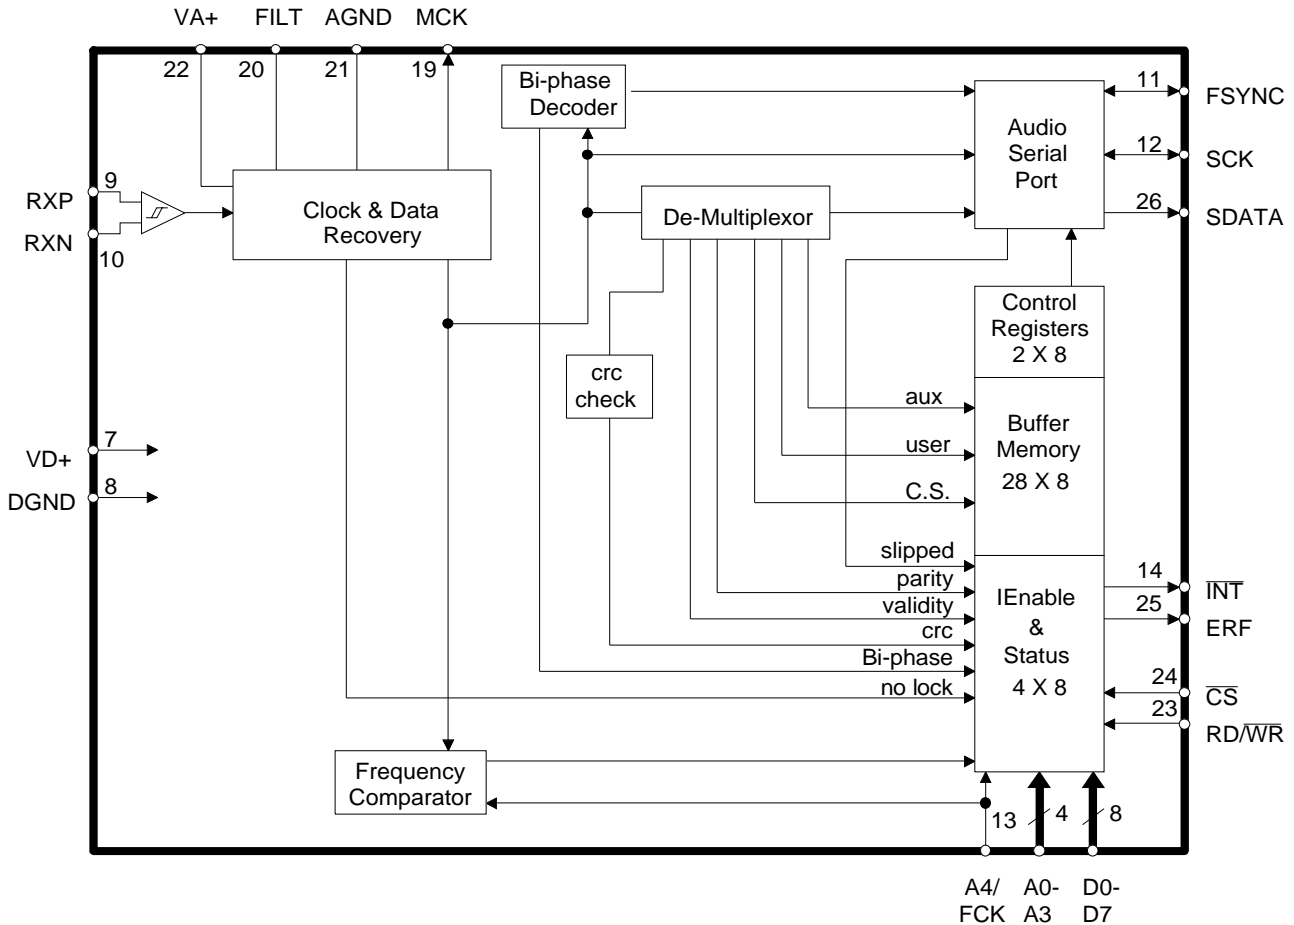 VA+ FILT AGND MCK
22 20 21 19
Bi-phase
Decoder
11
FSYNC
Audio
Serial
Port
12
SCK
9
RXP
RXN
10
Clock & Data
Recovery
De-Multiplexor
26
SDATA
Control
Registers
2 X 8
crc
check
aux
Buffer
Memory
28 X 8
user
C.S.
7
VD+
8
DGND
slipped
parity
validity
crc
Bi-phase
no lock
IEnable
&
Status
4 X 8
14
INT
25
ERF
24
CS
23
RD/WR
Frequency
Comparator
13 4 8
A4/ A0- D0-
FCK A3 D7